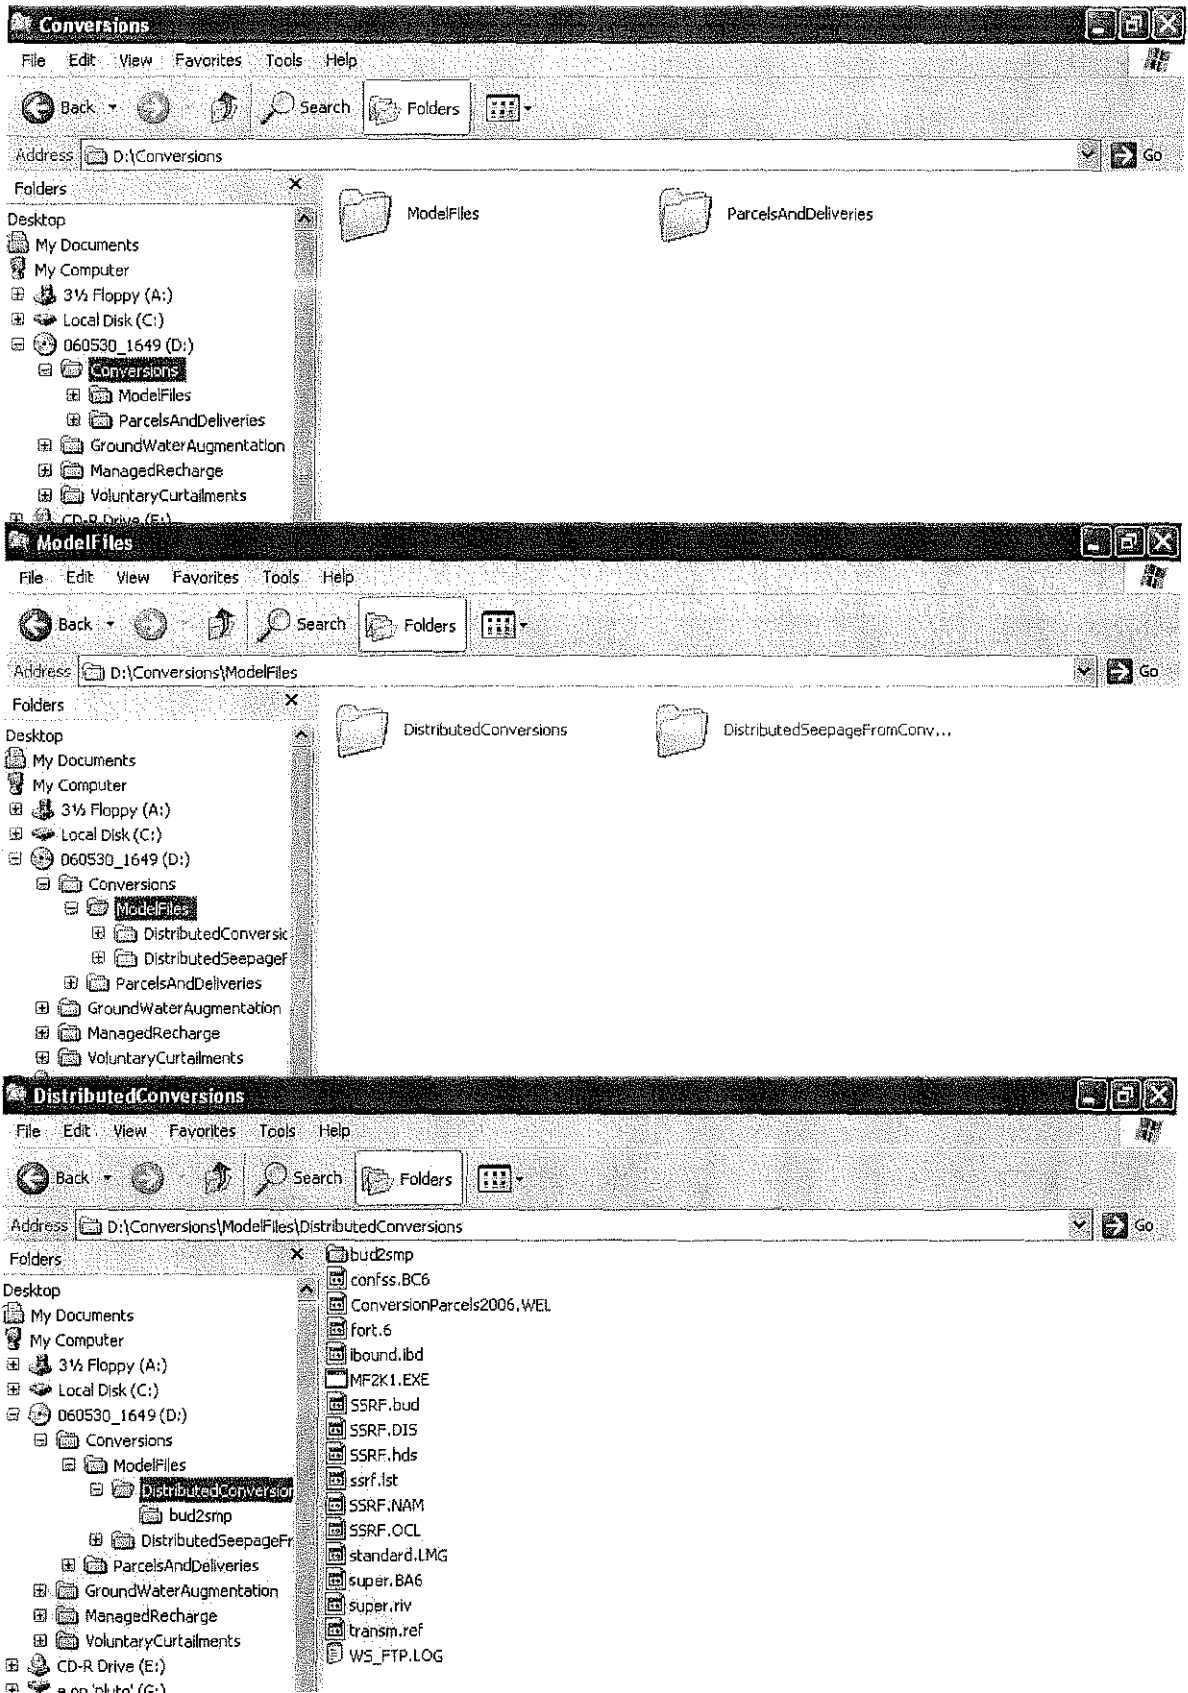 Conversions
File Edit View Favorites Tools Help
Back Search Folders
Address D:\Conversions Go
Folders
Desktop
My Documents
My Computer
3½ Floppy (A:)
Local Disk (C:)
060530_1649 (D:)
Conversions
ModelFiles
ParcelsAndDeliveries
GroundWaterAugmentation
ManagedRecharge
VoluntaryCurtailments
CD-R Drive (E:)
ModelFiles
ParcelsAndDeliveries
ModelFiles
File Edit View Favorites Tools Help
Back Search Folders
Address D:\Conversions\ModelFiles Go
Folders
Desktop
My Documents
My Computer
3½ Floppy (A:)
Local Disk (C:)
060530_1649 (D:)
Conversions
ModelFiles
DistributedConversic
DistributedSeepageF
ParcelsAndDeliveries
GroundWaterAugmentation
ManagedRecharge
VoluntaryCurtailments
DistributedConversions
DistributedSeepageFromConv...
DistributedConversions
File Edit View Favorites Tools Help
Back Search Folders
Address D:\Conversions\ModelFiles\DistributedConversions Go
Folders
Desktop
My Documents
My Computer
3½ Floppy (A:)
Local Disk (C:)
060530_1649 (D:)
Conversions
ModelFiles
DistributedConversion
bud2smp
DistributedSeepageFr
ParcelsAndDeliveries
GroundWaterAugmentation
ManagedRecharge
VoluntaryCurtailments
CD-R Drive (E:)
e on 'pluto' (G:)
bud2smp
confss.BC6
ConversionParcels2006.WEL
fort.6
ibound.ibd
MF2K1.EXE
SSRF.bud
SSRF.DIS
SSRF.hds
ssrf.lst
SSRF.NAM
SSRF.OCL
standard.LMG
super.BA6
super.riv
transm.ref
WS_FTP.LOG